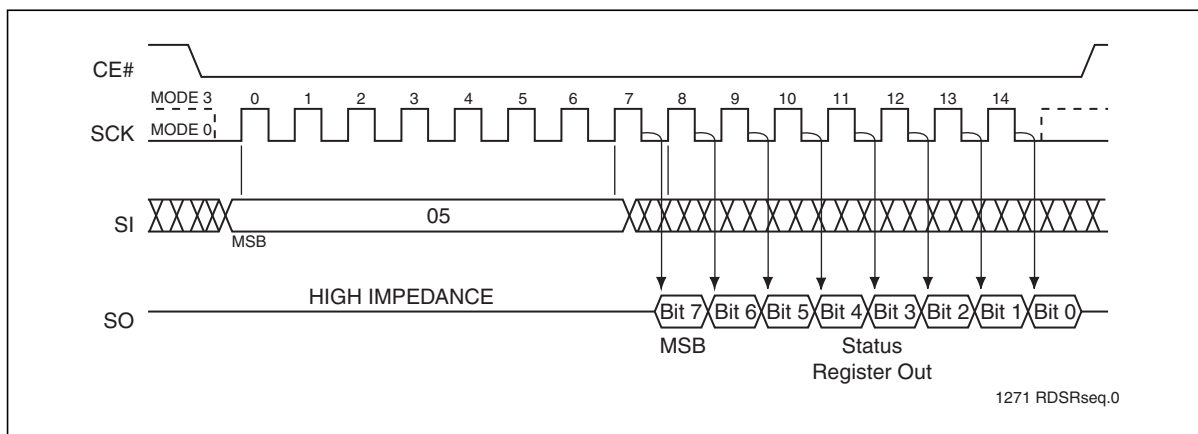 CE#
MODE 3 0 1 2 3 4 5 6 7 8 9 10 11 12 13 14
SCK MODE 0
SI 05
MSB
HIGH IMPEDANCE
SO Bit 7 Bit 6 Bit 5 Bit 4 Bit 3 Bit 2 Bit 1 Bit 0
MSB Status
Register Out
1271 RDSRseq.0